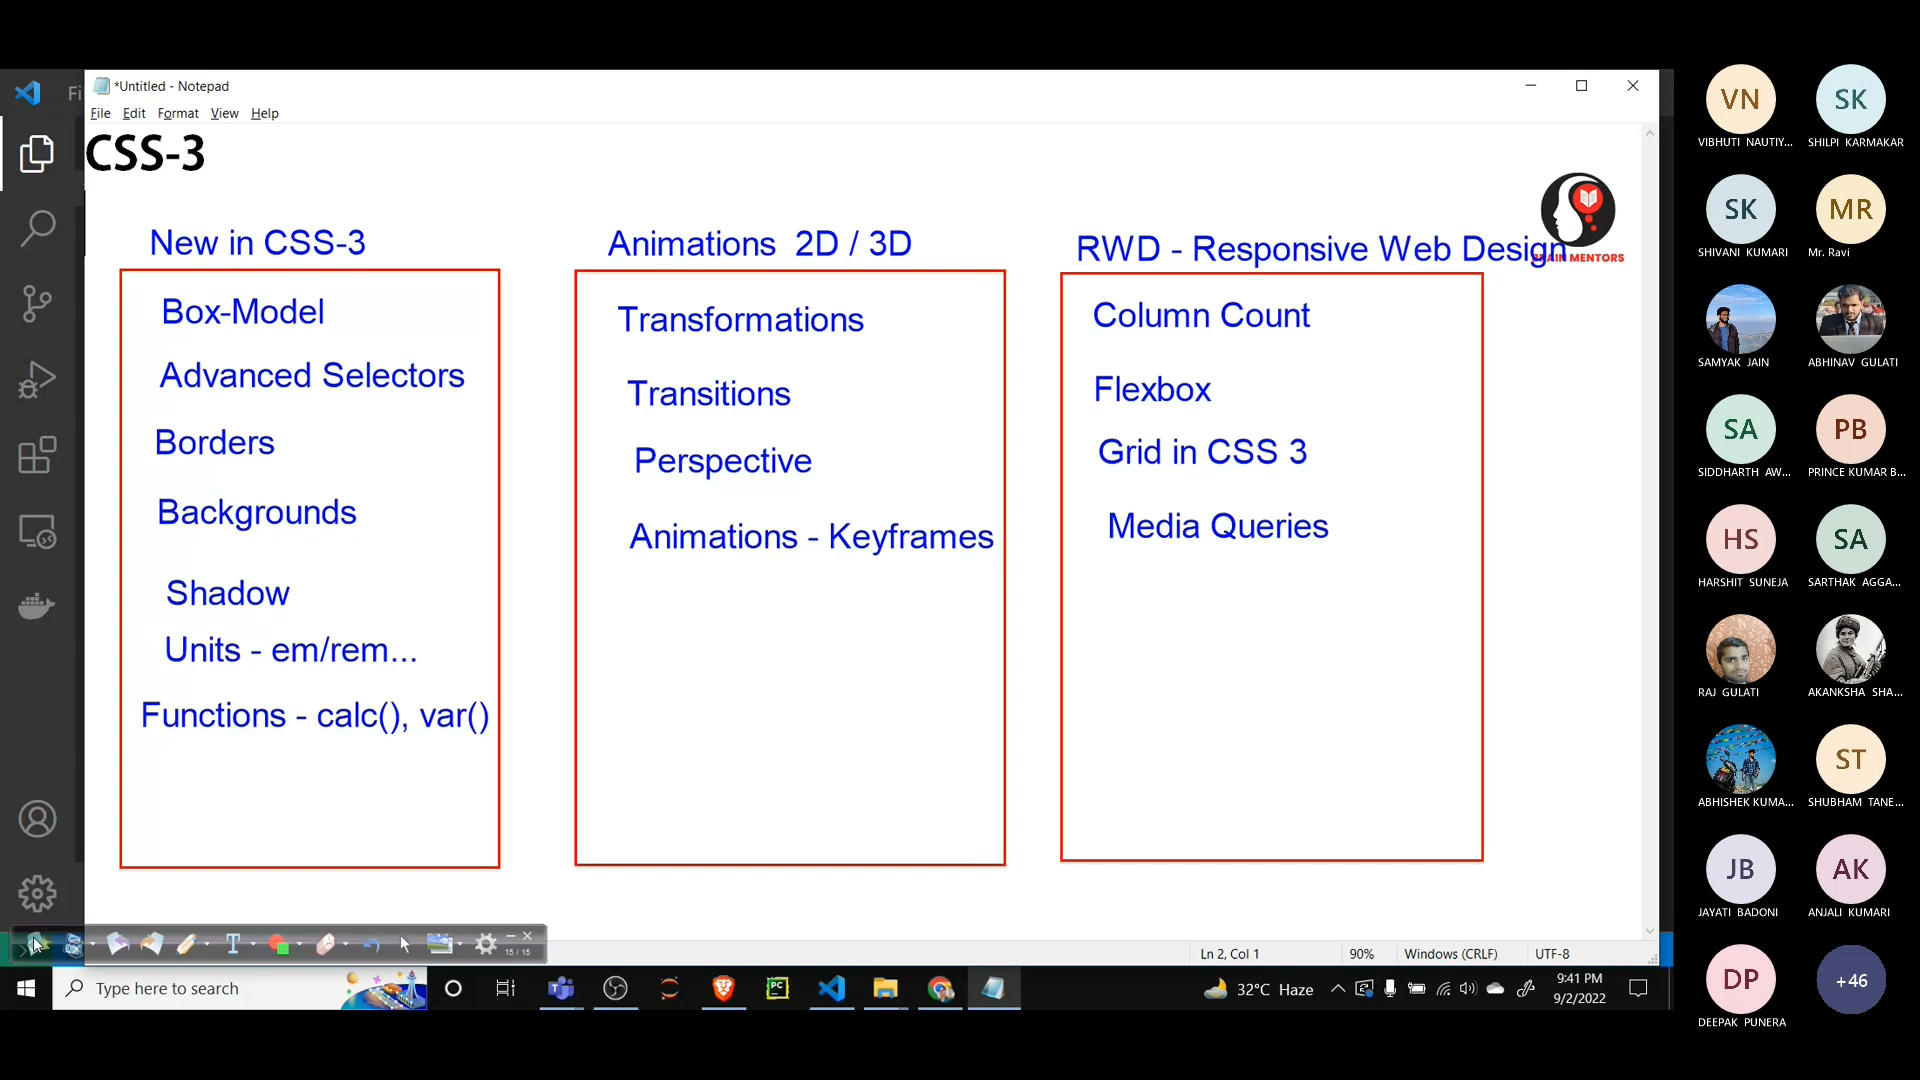 Fi
*Untitled - Notepad
File Edit Format View Help
CSS-3
New in CSS-3
Box-Model
Advanced Selectors
Borders
Backgrounds
Shadow
Units - em/rem...
Functions - calc(), var()
Animations 2D / 3D
Transformations
Transitions
Perspective
Animations - Keyframes
RWD - Responsive Web Design
Column Count
Flexbox
Grid in CSS 3
Media Queries
BRAIN MENTORS
15 / 15
Ln 2, Col 1
90%
Windows (CRLF)
UTF-8
Type here to search
PC
32°C Haze
9:41 PM
9/2/2022
VN
VIBHUTI NAUTIY...
SK
SHILPI KARMAKAR
SK
SHIVANI KUMARI
MR
Mr. Ravi
SAMYAK JAIN
ABHINAV GULATI
SA
SIDDHARTH AW...
PB
PRINCE KUMAR B...
HS
HARSHIT SUNEJA
SA
SARTHAK AGGA...
RAJ GULATI
AKANKSHA SHA...
ABHISHEK KUMA...
ST
SHUBHAM TANE...
JB
JAYATI BADONI
AK
ANJALI KUMARI
DP
DEEPAK PUNERA
+46